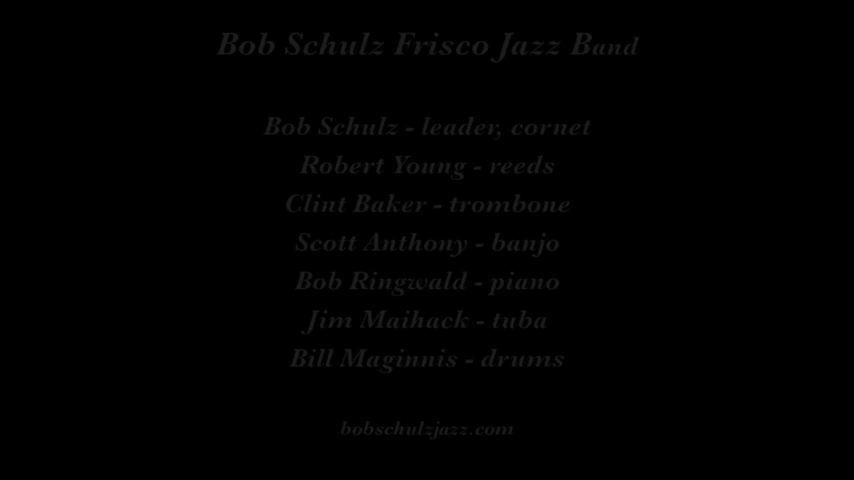 Bob Schulz Frisco Jazz Band
Bob Schulz - leader, cornet
Robert Young - reeds
Clint Baker - trombone
Scott Anthony - banjo
Bob Ringwald - piano
Jim Maihack - tuba
Bill Maginnis - drums
bobschulzjazz.com